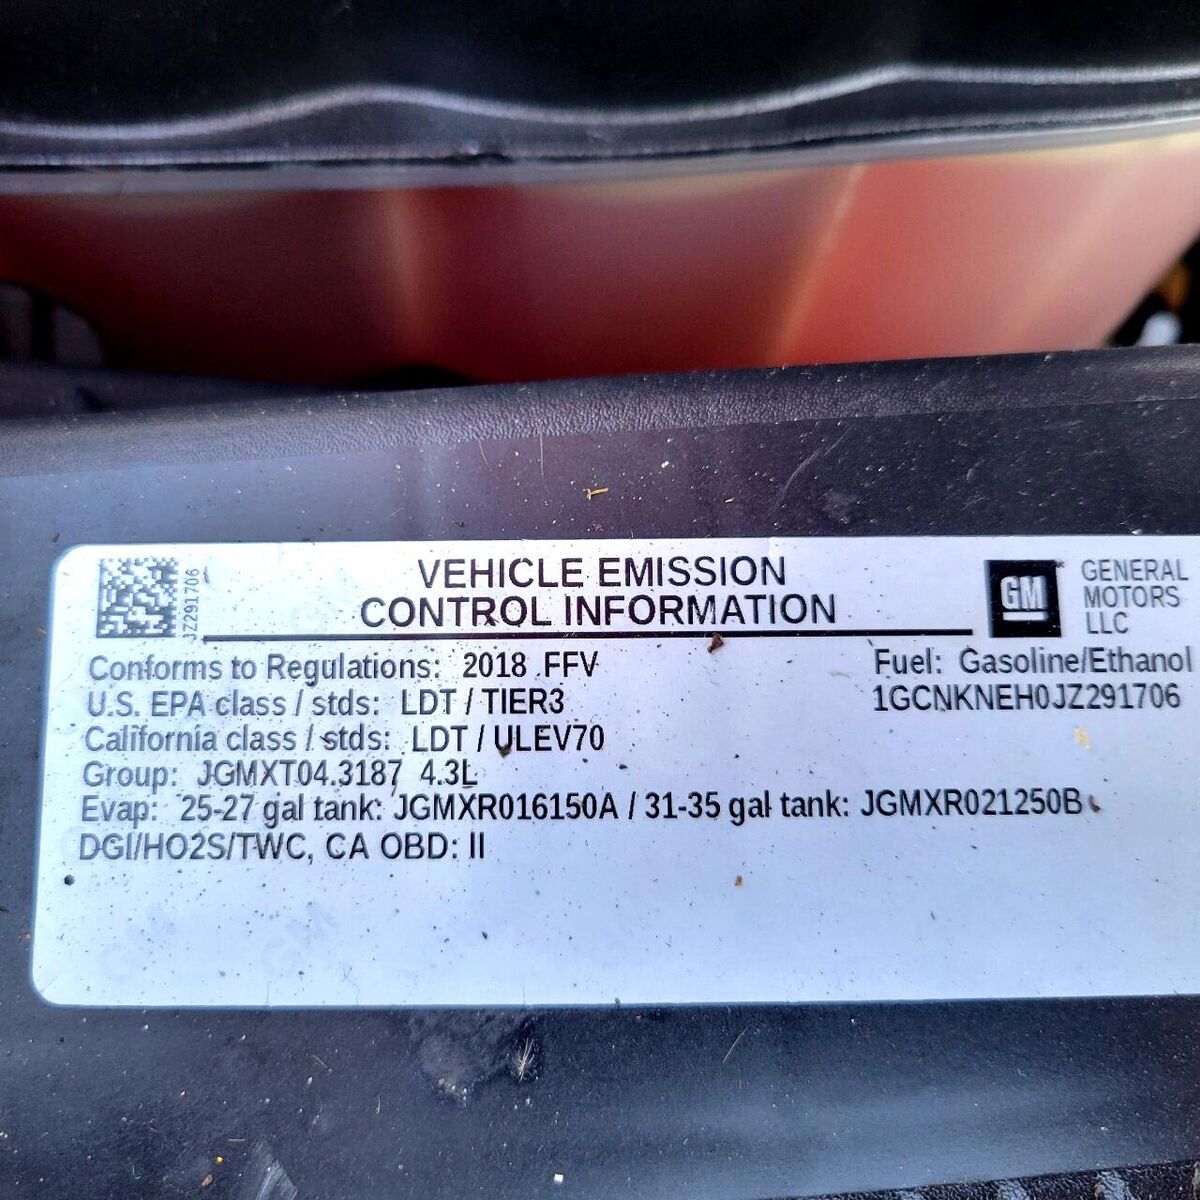 JZ291706
VEHICLE EMISSION
CONTROL INFORMATION
GM
GENERAL
MOTORS
LLC
Conforms to Regulations: 2018 FFV
Fuel: Gasoline/Ethanol
U.S. EPA class / stds: LDT / TIER3
1GCNKNEH0JZ291706
California class / stds: LDT / ULEV70
Group: JGMXT04.3187 4.3L
Evap: 25-27 gal tank: JGMXR016150A / 31-35 gal tank: JGMXR021250B
DGI/HO2S/TWC, CA OBD: II
GM
GM